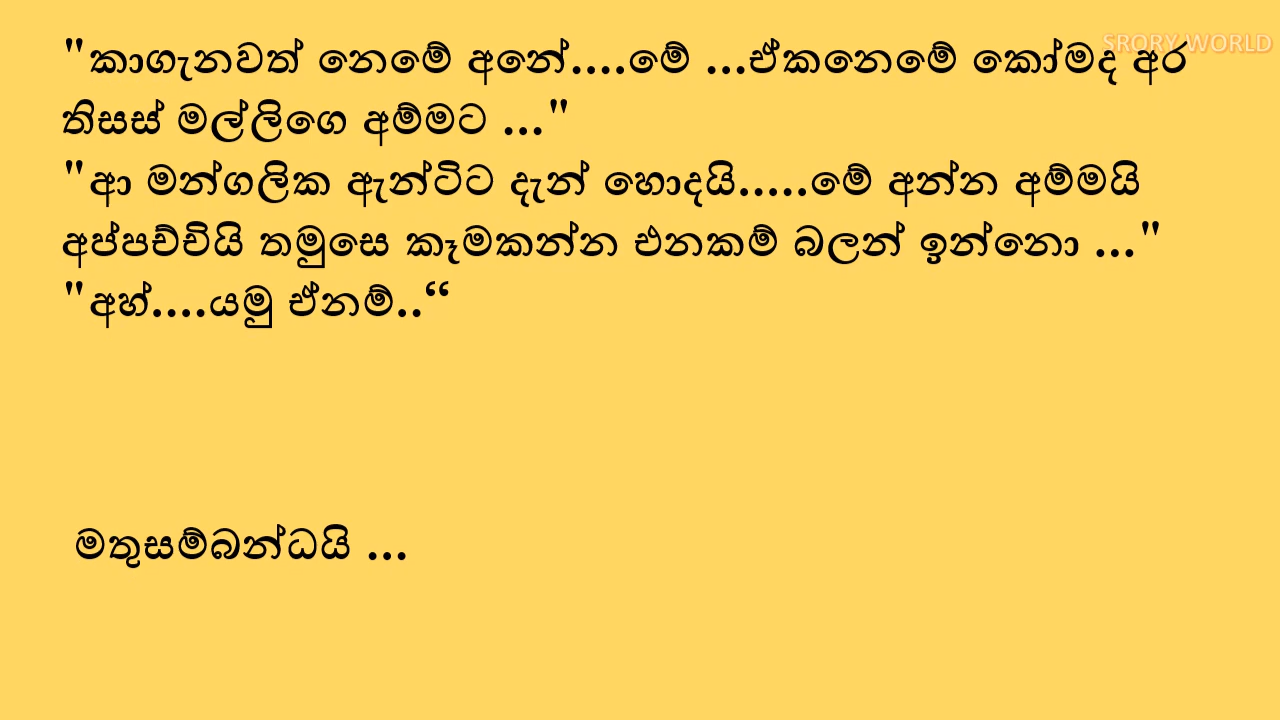 "කාගැනවත් නෙමේ අනේ....මේ ...ඒකනෙමේ කෝමද අර
SRORY WORLD
තිසස් මල්ලිගෙ අම්මට ..."
"ආ මන්ගලික ඇන්ටිට දැන් හොදයි.....මේ අන්න අම්මයි
අප්පච්චියි තමුසෙ කෑමකන්න එනකම් බලන් ඉන්නො ..."
"අහ්....යමු ඒනම්..“
මතුසම්බන්ධයි ...